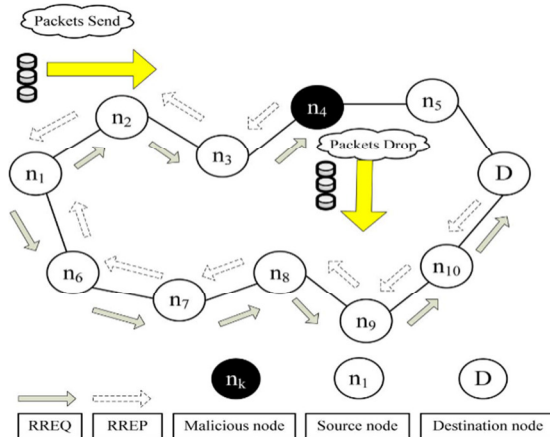 Packets Send
n2
n4
n5
n3
Packets Drop
n1
D
n6
n8
n10
n7
n9
nk
n1
D
RREQ
RREP
Malicious node
Source node
Destination node